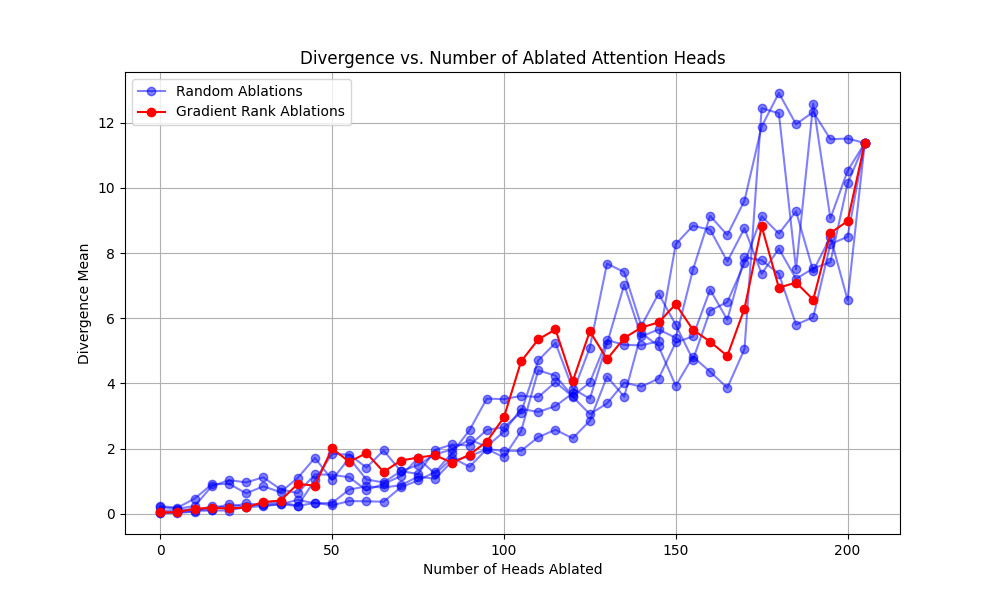 Divergence vs. Number of Ablated Attention Heads
Random Ablations
Gradient Rank Ablations
Divergence Mean
12
10
8
6
4
2
0
0 50 100 150 200
Number of Heads Ablated